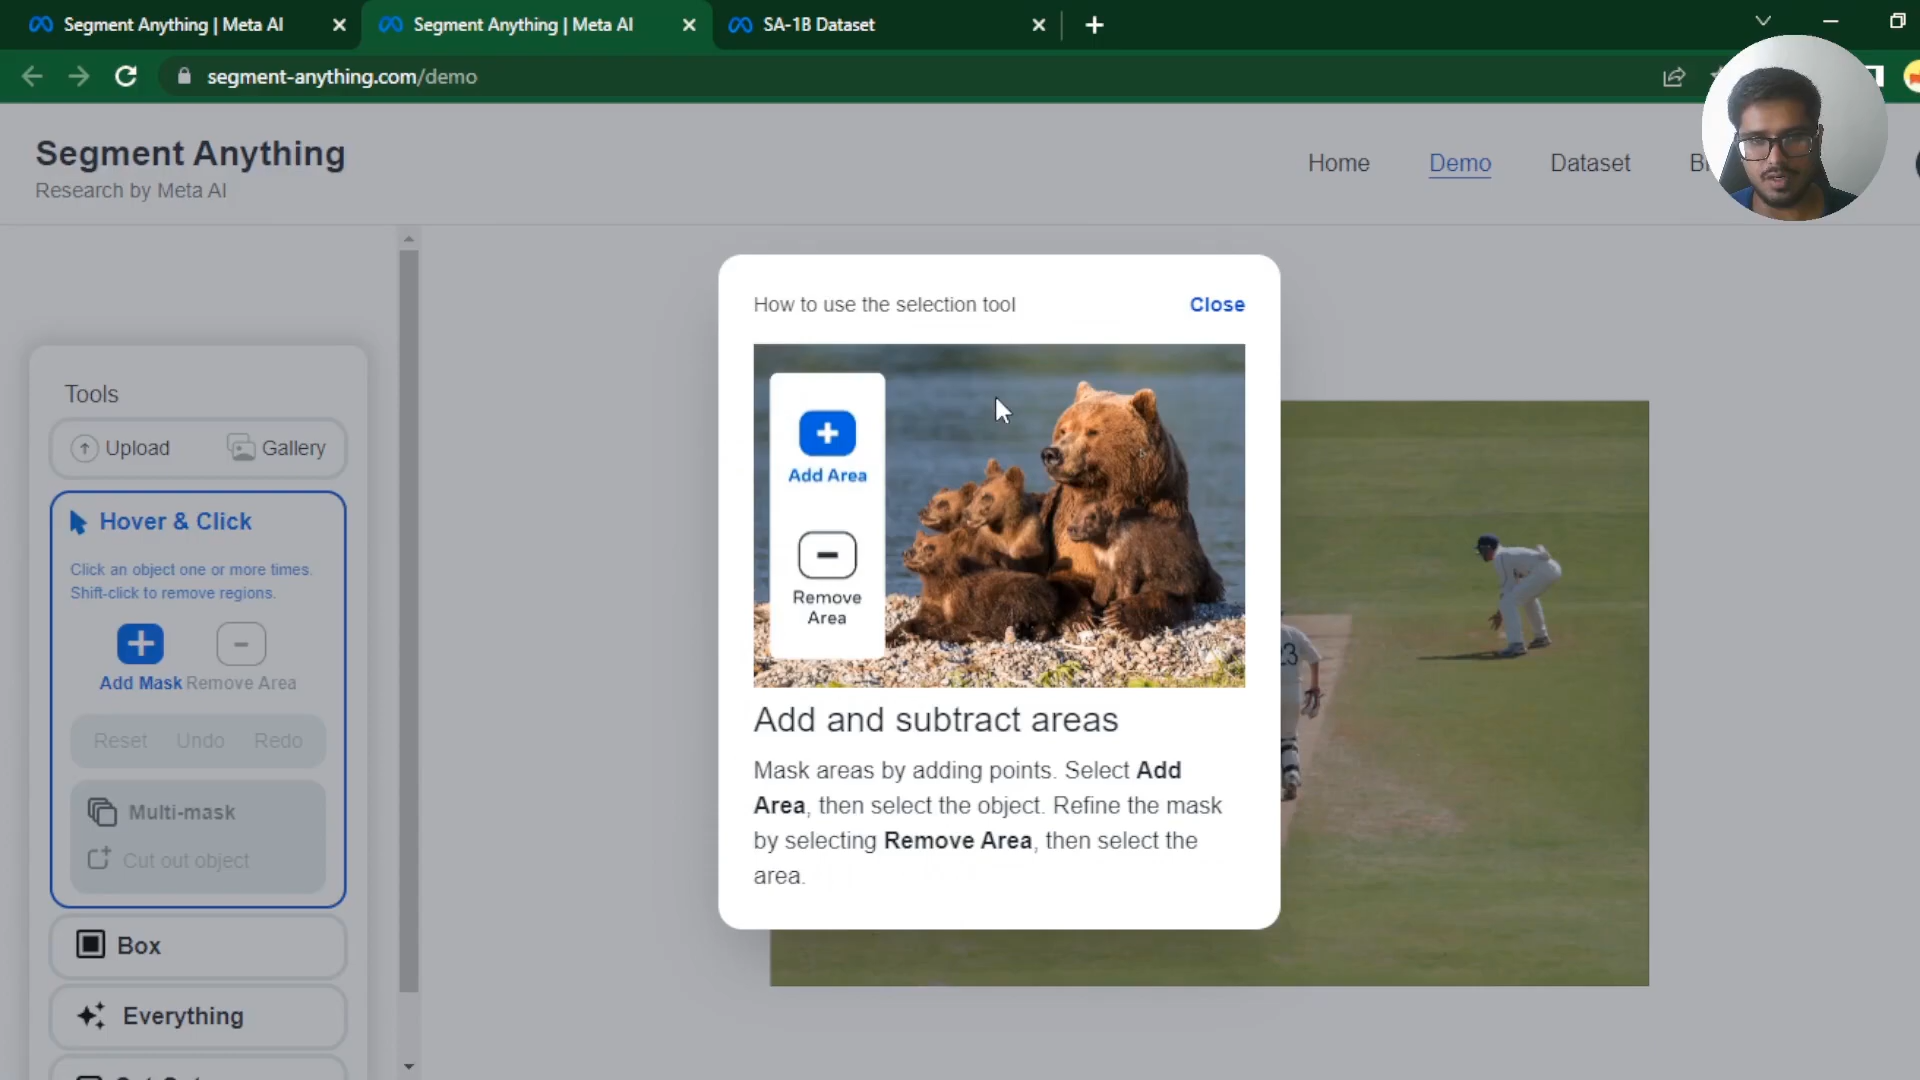 Segment Anything | Meta AI
Segment Anything | Meta AI
SA-1B Dataset
segment-anything.com/demo
Segment Anything
Research by Meta AI
Home
Demo
Dataset
How to use the selection tool
Close
Add Area
Remove
Area
Add and subtract areas
Mask areas by adding points. Select Add
Area, then select the object. Refine the mask
by selecting Remove Area, then select the
area.
Tools
Upload
Gallery
Hover & Click
Click an object one or more times.
Shift-click to remove regions.
Add Mask
Remove Area
Reset
Undo
Redo
Multi-mask
Cut out object
Box
Everything
23